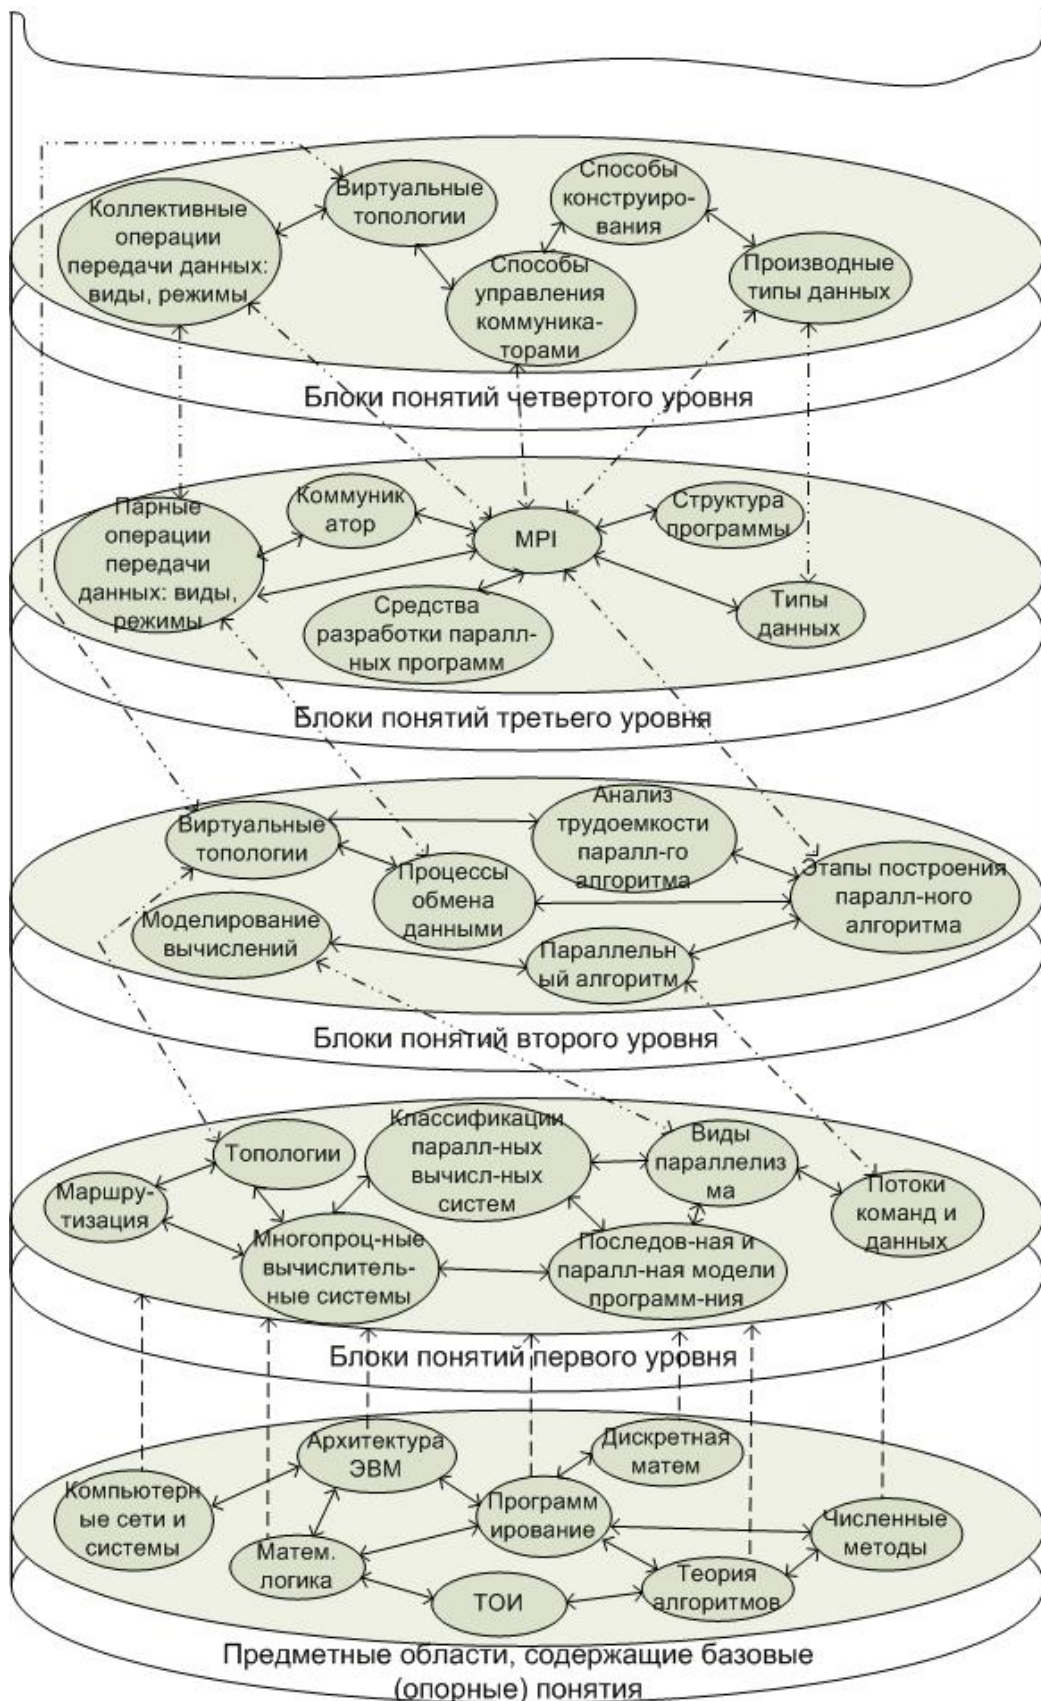 Коллективные
операции
передачи данных:
виды, режимы
Виртуальные
топологии
Способы
конструиро-
вания
Способы
управления
коммуника-
торами
Производные
типы данных
Блоки понятий четвертого уровня
Парные
операции
передачи
данных: виды,
режимы
Коммуник
атор
MPI
Структура
программы
Средства
разработки паралл-
ных программ
Типы
данных
Блоки понятий третьего уровня
Виртуальные
топологии
Анализ
трудоемкости
паралл-го
алгоритма
Процессы
обмена
данными
Этапы построения
паралл-ного
алгоритма
Моделирование
вычислений
Параллельн
ый алгоритм
Блоки понятий второго уровня
Топологии
Классификации
паралл-ных
вычисл-ных
систем
Виды
параллелиз
ма
Маршру-
тизация
Потоки
команд и
данных
Многопроц-ные
вычислитель-
ные системы
Последов-ная и
паралл-ная модели
программ-ния
Блоки понятий первого уровня
Архитектура
ЭВМ
Дискретная
матем
Компьютерн
ые сети и
системы
Программ
ирование
Численные
методы
Матем.
логика
ТОИ
Теория
алгоритмов
Предметные области, содержащие базовые
(опорные) понятия